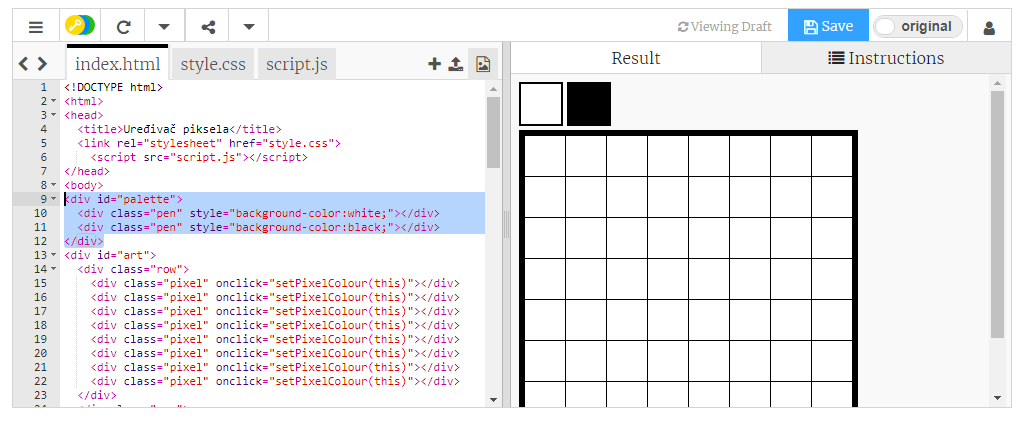 Viewing Draft
Save
original
index.html
style.css
script.js
Result
Instructions
1 <!DOCTYPE html>
2 <html>
3 <head>
4 <title>Uređivač piksela</title>
5 <link rel="stylesheet" href="style.css">
6 <script src="script.js"></script>
7 </head>
8 <body>
9 <div id="palette">
10 <div class="pen" style="background-color:white;"></div>
11 <div class="pen" style="background-color:black;"></div>
12 </div>
13 <div id="art">
14 <div class="row">
15 <div class="pixel" onclick="setPixelColour(this)"></div>
16 <div class="pixel" onclick="setPixelColour(this)"></div>
17 <div class="pixel" onclick="setPixelColour(this)"></div>
18 <div class="pixel" onclick="setPixelColour(this)"></div>
19 <div class="pixel" onclick="setPixelColour(this)"></div>
20 <div class="pixel" onclick="setPixelColour(this)"></div>
21 <div class="pixel" onclick="setPixelColour(this)"></div>
22 <div class="pixel" onclick="setPixelColour(this)"></div>
23 </div>